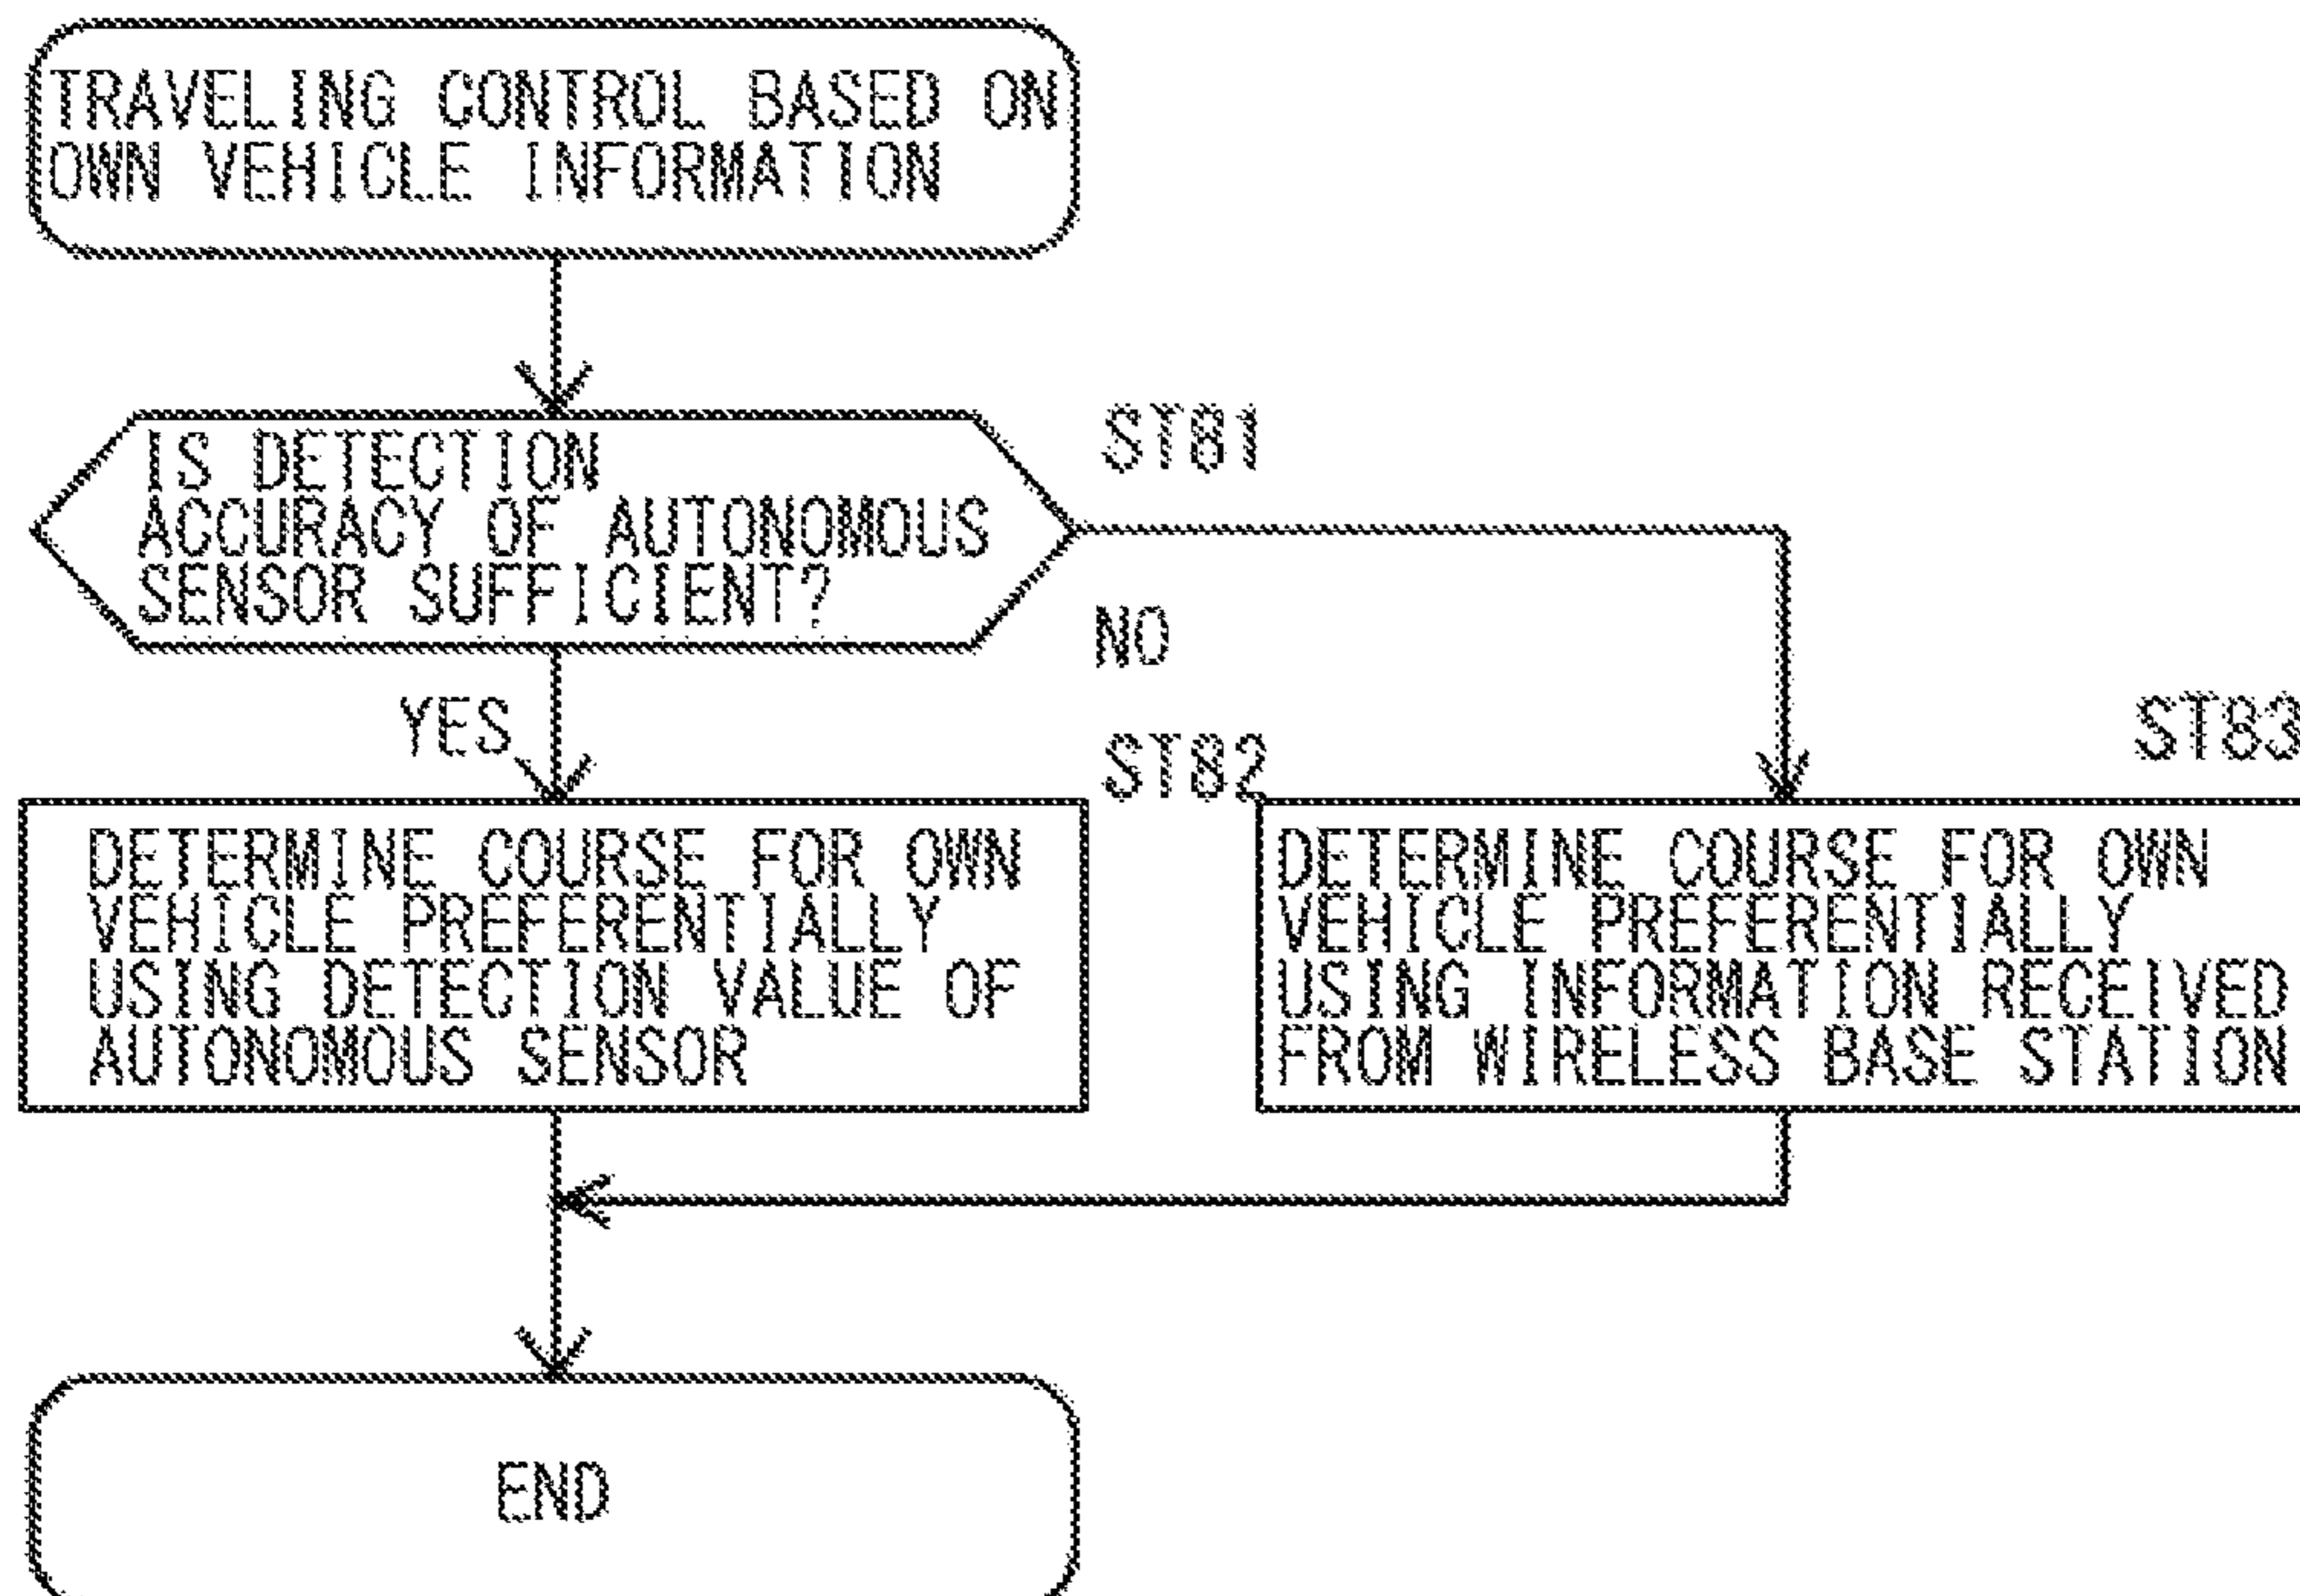 TRAVELING CONTROL BASED ON
OWN VEHICLE INFORMATION
IS DETECTION
ACCURACY OF AUTONOMOUS
SENSOR SUFFICIENT?
ST81
NO
YES
ST82
ST83
DETERMINE COURSE FOR OWN
VEHICLE PREFERENTIALLY
USING DETECTION VALUE OF
AUTONOMOUS SENSOR
DETERMINE COURSE FOR OWN
VEHICLE PREFERENTIALLY
USING INFORMATION RECEIVED
FROM WIRELESS BASE STATION
END